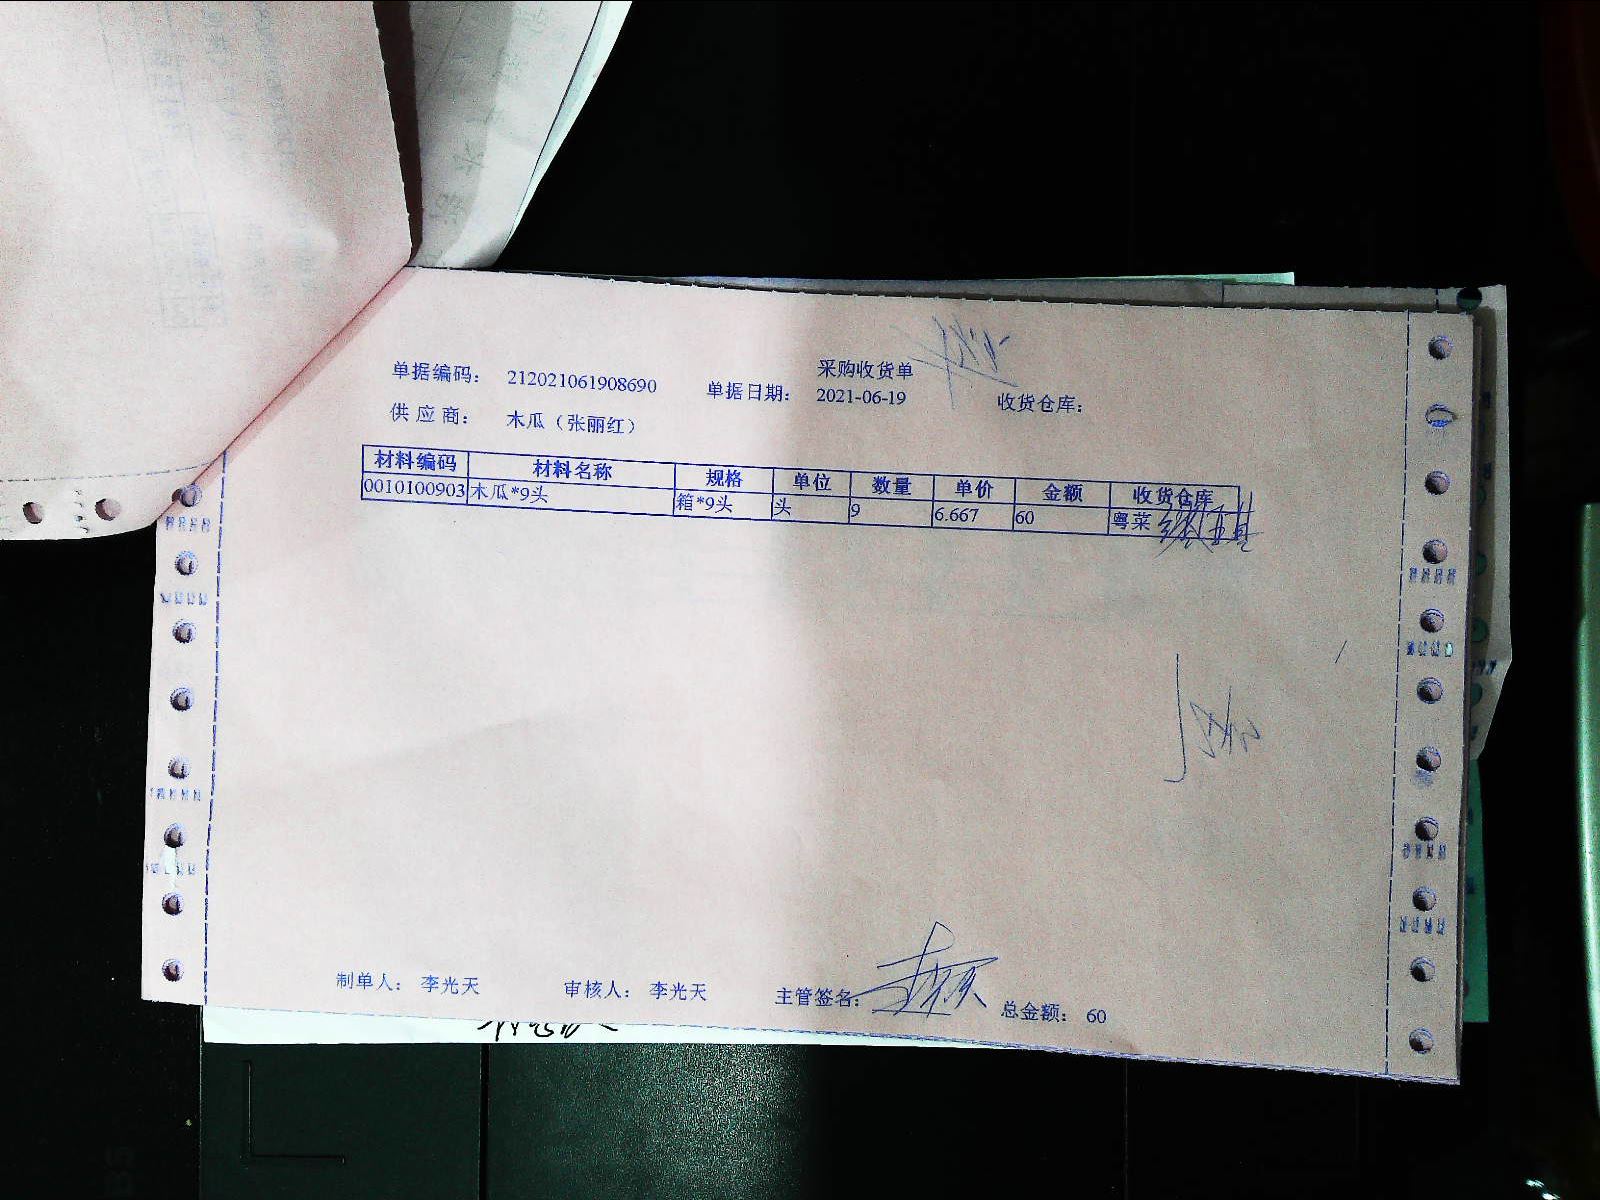 采购收货单
单据编码： 212021061908690 单据日期： 2021-06-19 收货仓库：
供应商： 木瓜（张丽红）
材料编码 材料名称 规格 单位 数量 单价 金额 收货仓库
0010100903 木瓜*9头 箱*9头 头 9 6.667 60 粤菜
制单人： 李光天 审核人： 李光天 主管签名： 总金额： 60